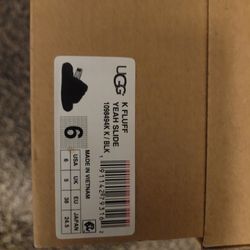 UGG
K FLUFF
YEAH SLIDE
1098494K K / BLK
MADE IN VIETNAM
6
USA UK EU JAPAN
6 5 38 24.5